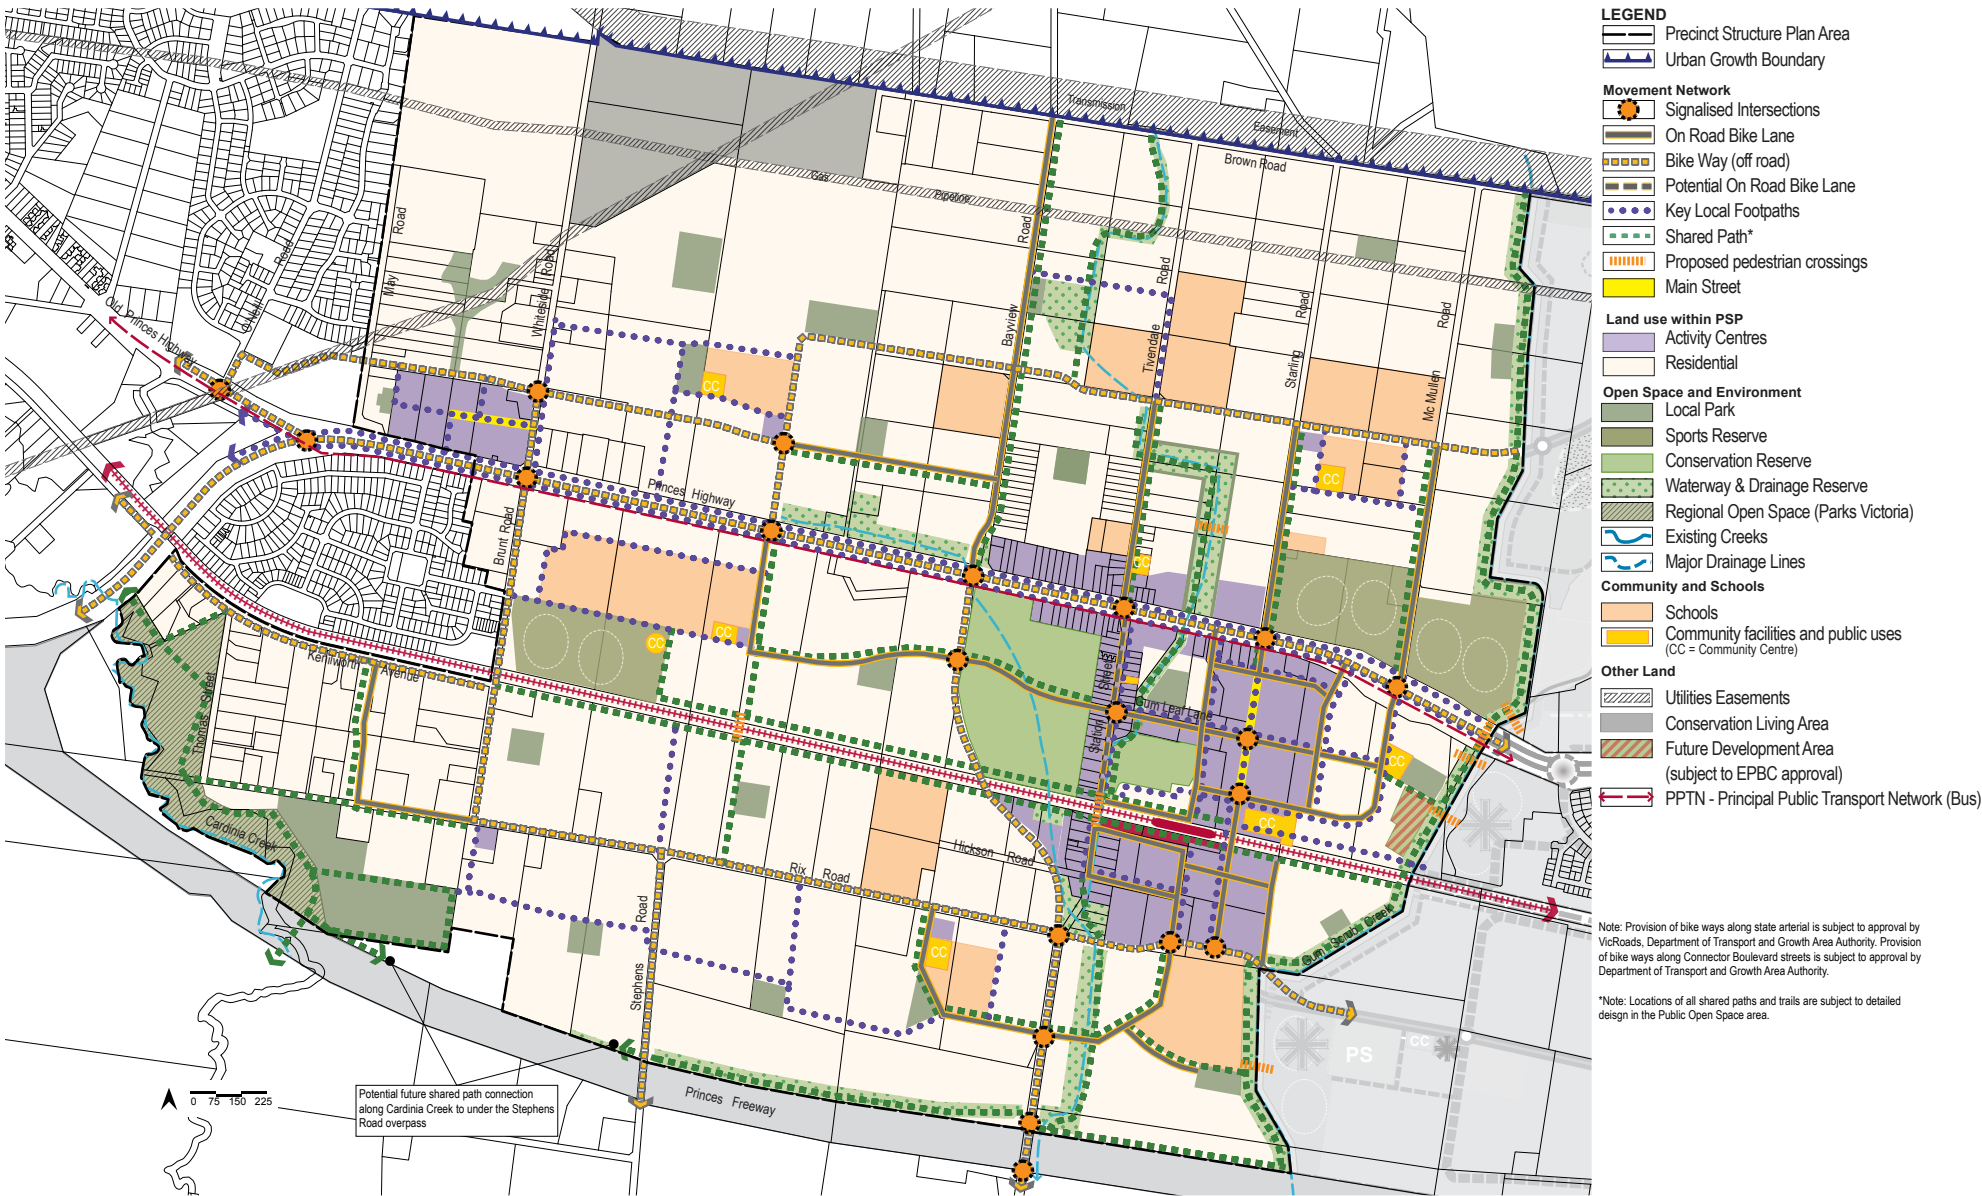 LEGEND
Precinct Structure Plan Area
Urban Growth Boundary
Movement Network
Signalised Intersections
On Road Bike Lane
Bike Way (off road)
Potential On Road Bike Lane
Key Local Footpaths
Shared Path*
Proposed pedestrian crossings
Main Street
Land use within PSP
Activity Centres
Residential
Open Space and Environment
Local Park
Sports Reserve
Conservation Reserve
Waterway & Drainage Reserve
Regional Open Space (Parks Victoria)
Existing Creeks
Major Drainage Lines
Community and Schools
Schools
Community facilities and public uses
(CC = Community Centre)
Other Land
Utilities Easements
Conservation Living Area
Future Development Area
(subject to EPBC approval)
PPTN - Principal Public Transport Network (Bus)
Note: Provision of bike ways along state arterial is subject to approval by
VicRoads, Department of Transport and Growth Area Authority. Provision
of bike ways along Connector Boulevard streets is subject to approval by
Department of Transport and Growth Area Authority.
*Note: Locations of all shared paths and trails are subject to detailed
deisgn in the Public Open Space area.
Transmission
Easement
Brown Road
Gas
Pipeline
May Road
Whiteside Road
Bayview Road
Tivendale Road
Starling Road
Mc Mullen Road
O'Neil Road
Old Princes Highway
Princes Highway
Brunt Road
Kenilworth Avenue
Thomas Street
Cardinia Creek
Station Street
Gum Leaf Lane
Hickson Road
Rix Road
Stephens Road
Gum Scrub Creek
Princes Freeway
CC
CC
CC
CC
CC
CC
CC
CC
CC
PS
CC
0 75 150 225
Potential future shared path connection
along Cardinia Creek to under the Stephens
Road overpass